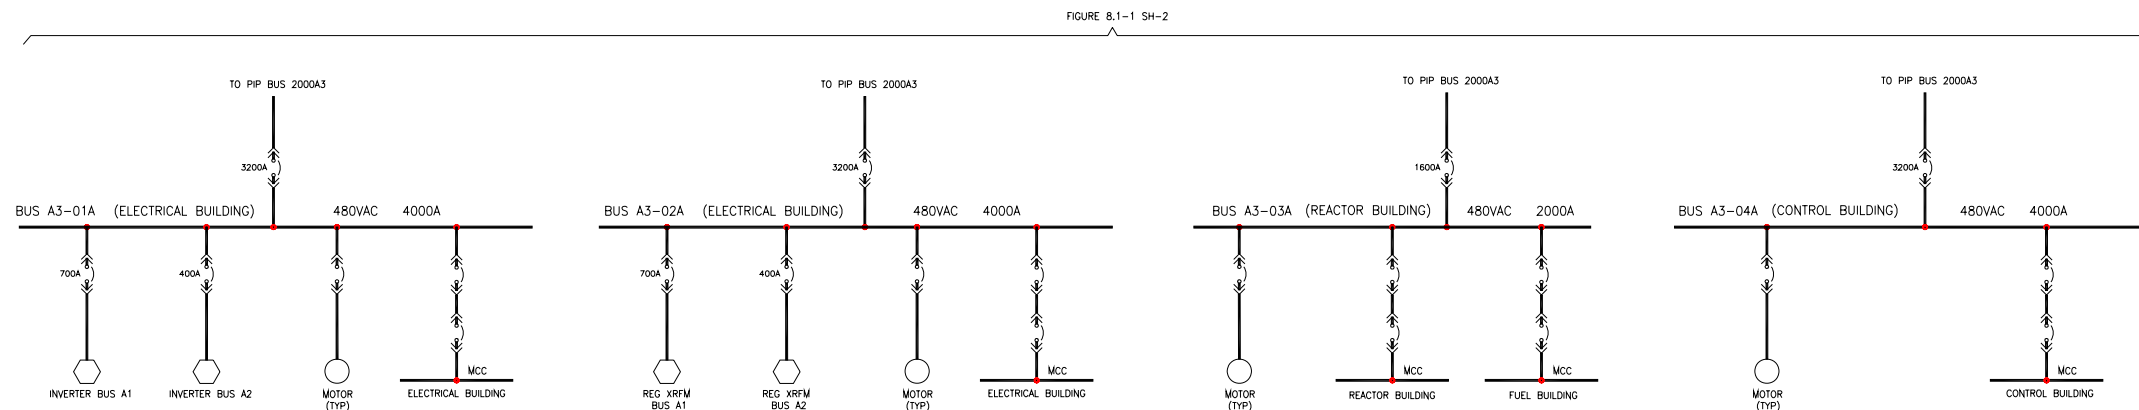 FIGURE 8.1-1 SH-2
TO PIP BUS 2000A3
3200A
BUS A3-01A (ELECTRICAL BUILDING) 480VAC 4000A
700A
400A
INVERTER BUS A1
INVERTER BUS A2
MOTOR
(TYP)
MCC
ELECTRICAL BUILDING
TO PIP BUS 2000A3
3200A
BUS A3-02A (ELECTRICAL BUILDING) 480VAC 4000A
700A
400A
REG XRFM
BUS A1
REG XRFM
BUS A2
MOTOR
(TYP)
MCC
ELECTRICAL BUILDING
TO PIP BUS 2000A3
1600A
BUS A3-03A (REACTOR BUILDING) 480VAC 2000A
MOTOR
(TYP)
MCC
REACTOR BUILDING
MCC
FUEL BUILDING
TO PIP BUS 2000A3
3200A
BUS A3-04A (CONTROL BUILDING) 480VAC 4000A
MOTOR
(TYP)
MCC
CONTROL BUILDING